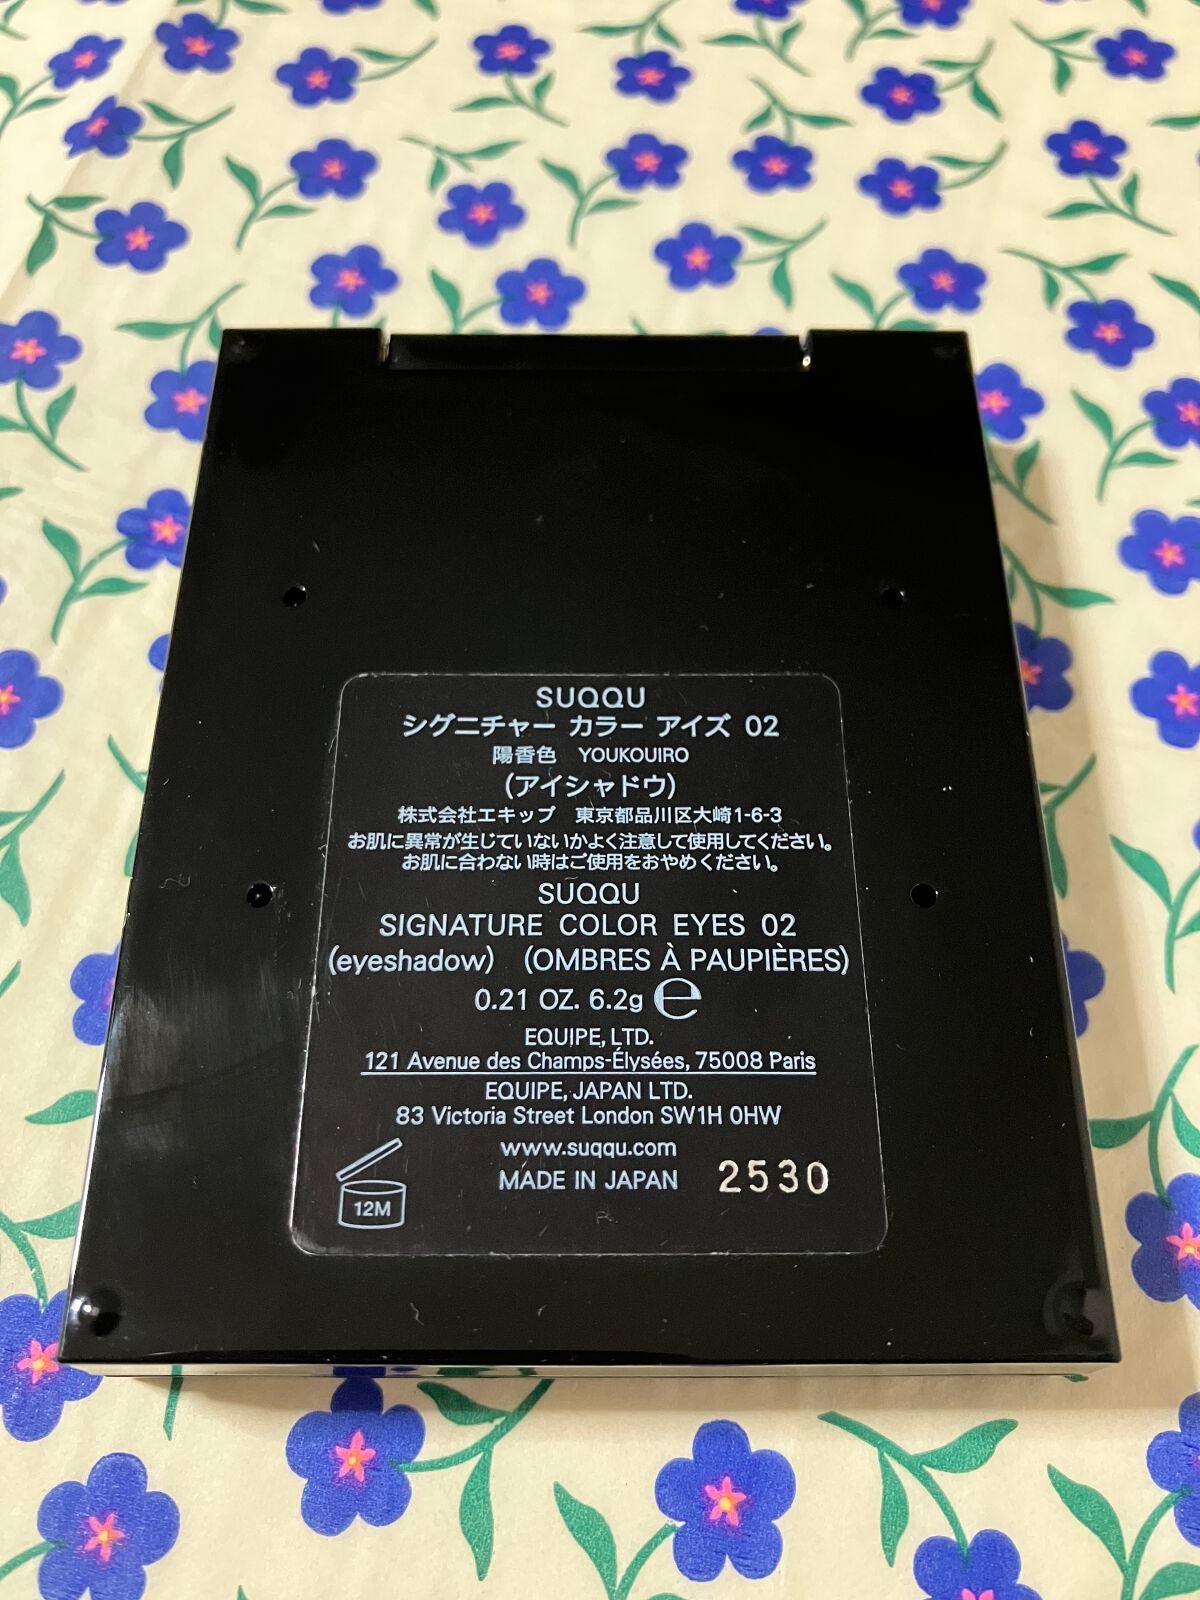 SUQQU
シグニチャー カラー アイズ 02
陽香色 YOUKOUIRO
(アイシャドウ)
株式会社エキップ 東京都品川区大崎1-6-3
お肌に異常が生じていないかよく注意して使用してください。
お肌に合わない時はご使用をおやめください。
SUQQU
SIGNATURE COLOR EYES 02
(eyeshadow) (OMBRES À PAUPIÈRES)
0.21 OZ. 6.2g ℮
EQUIPE, LTD.
121 Avenue des Champs-Élysées, 75008 Paris
EQUIPE, JAPAN LTD.
83 Victoria Street London SW1H 0HW
www.suqqu.com
MADE IN JAPAN 2530
12M